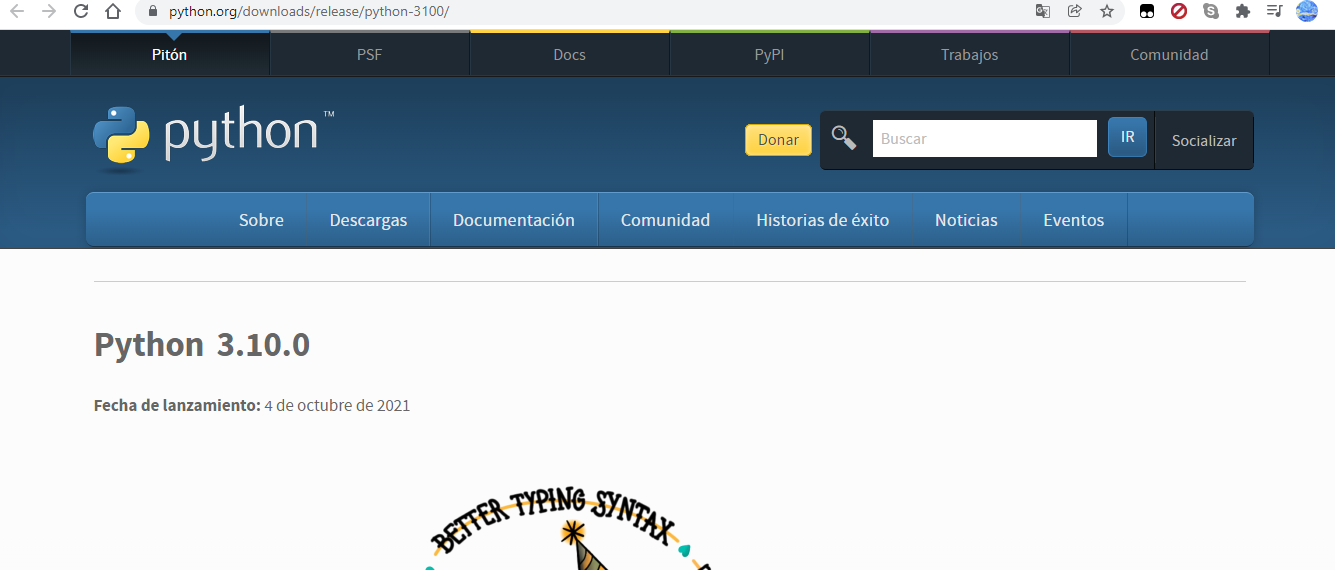 python.org/downloads/release/python-3100/
Pitón PSF Docs PyPI Trabajos Comunidad
python™ Donar Buscar IR Socializar
Sobre Descargas Documentación Comunidad Historias de éxito Noticias Eventos
Python 3.10.0
Fecha de lanzamiento: 4 de octubre de 2021
BETTER TYPING SYNTAX